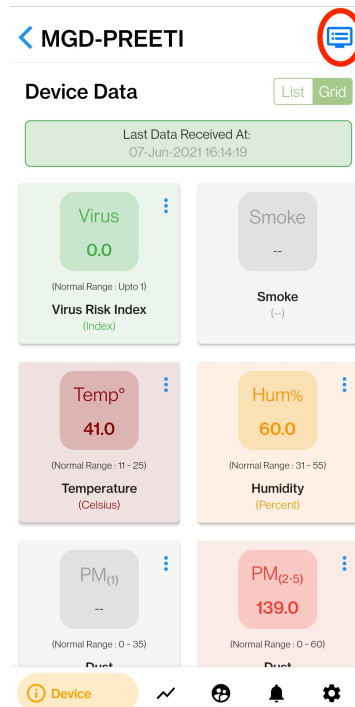 MGD-PREETI
Device Data
List Grid
Last Data Received At:
07-Jun-2021 16:14:19
Virus
0.0
(Normal Range : Upto 1)
Virus Risk Index
(Index)
Smoke
--
Smoke
(--)
Temp°
41.0
(Normal Range : 11 - 25)
Temperature
(Celsius)
Hum%
60.0
(Normal Range : 31 - 55)
Humidity
(Percent)
PM(1)
--
(Normal Range : 0 - 35)
Dust
PM(2·5)
139.0
(Normal Range : 0 - 60)
Dust
Device